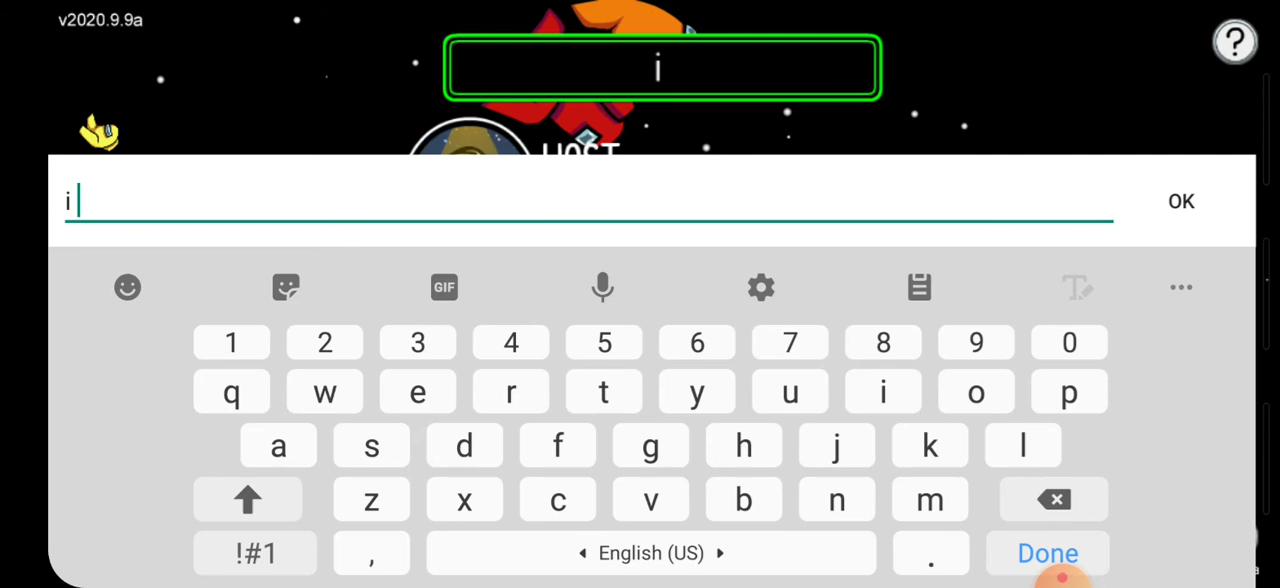 v2020.9.9a
?
i
HOST
i
OK
GIF
1 2 3 4 5 6 7 8 9 0
q w e r t y u i o p
a s d f g h j k l
z x c v b n m
!#1 , English (US) . Done
a